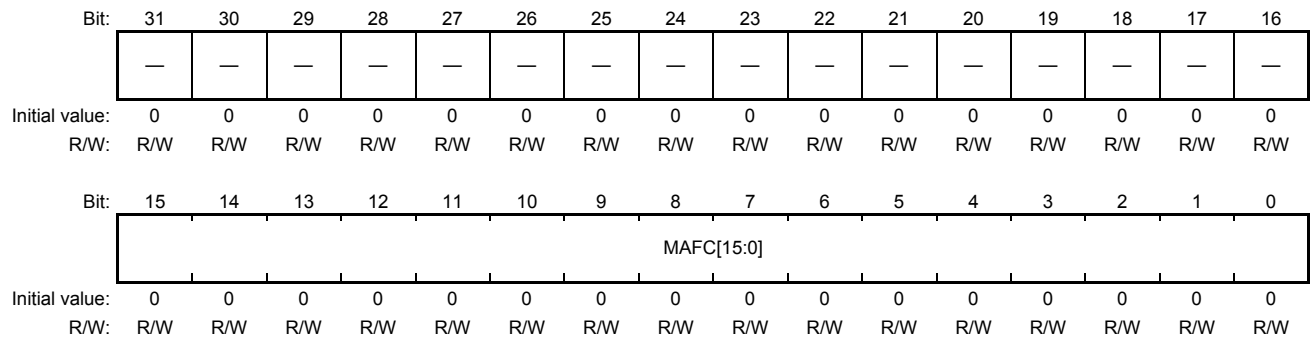 Bit: 31 30 29 28 27 26 25 24 23 22 21 20 19 18 17 16
— — — — — — — — — — — — — — — —
Initial value: 0 0 0 0 0 0 0 0 0 0 0 0 0 0 0 0
R/W: R/W R/W R/W R/W R/W R/W R/W R/W R/W R/W R/W R/W R/W R/W R/W R/W
Bit: 15 14 13 12 11 10 9 8 7 6 5 4 3 2 1 0
MAFC[15:0]
Initial value: 0 0 0 0 0 0 0 0 0 0 0 0 0 0 0 0
R/W: R/W R/W R/W R/W R/W R/W R/W R/W R/W R/W R/W R/W R/W R/W R/W R/W